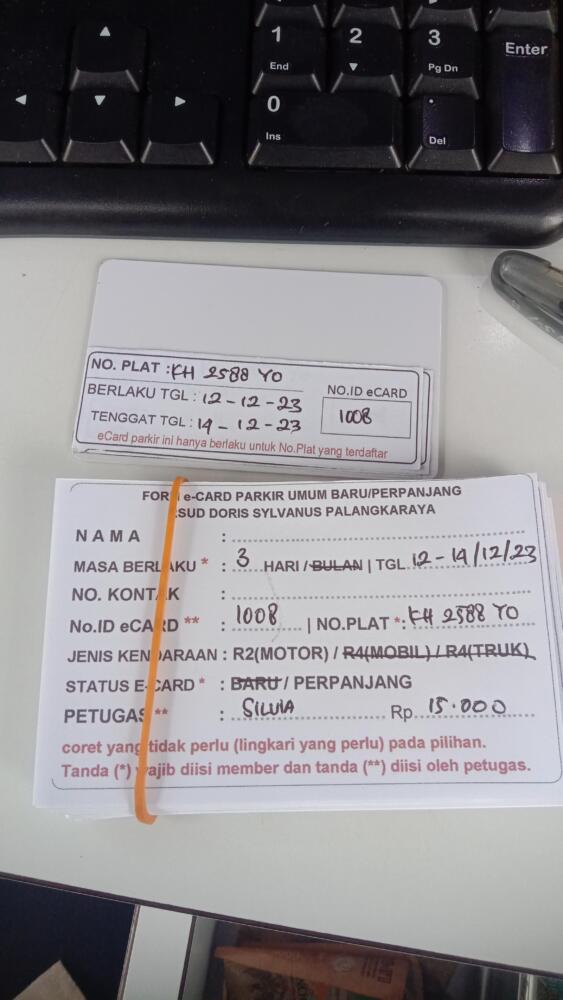 1
2
3
Enter
End
Pg Dn
0
Ins
Del
NO. PLAT : KH 2588 YO
BERLAKU TGL : 12-12-23
NO.ID eCARD
TENGGAT TGL : 14-12-23
1008
eCard parkir ini hanya berlaku untuk No.Plat yang terdaftar
e-CARD PARKIR UMUM BARU/PERPANJANG
DORIS SYLVANUS PALANGKARAYA
NAMA :
MASA BERLAKU * : 3 HARI / BULAN | TGL 12-14/12/23
NO. KONTAK :
No.ID eCARD ** : 1008 | NO.PLAT *: KH 2588 YO
JENIS KENDARAAN : R2(MOTOR) / R4(MOBIL) / R4(TRUK)
STATUS E-CARD * : BARU / PERPANJANG
PETUGAS ** : SILVIA Rp. 15.000
coret yang tidak perlu (lingkari yang perlu) pada pilihan.
Tanda (*) wajib diisi member dan tanda (**) diisi oleh petugas.